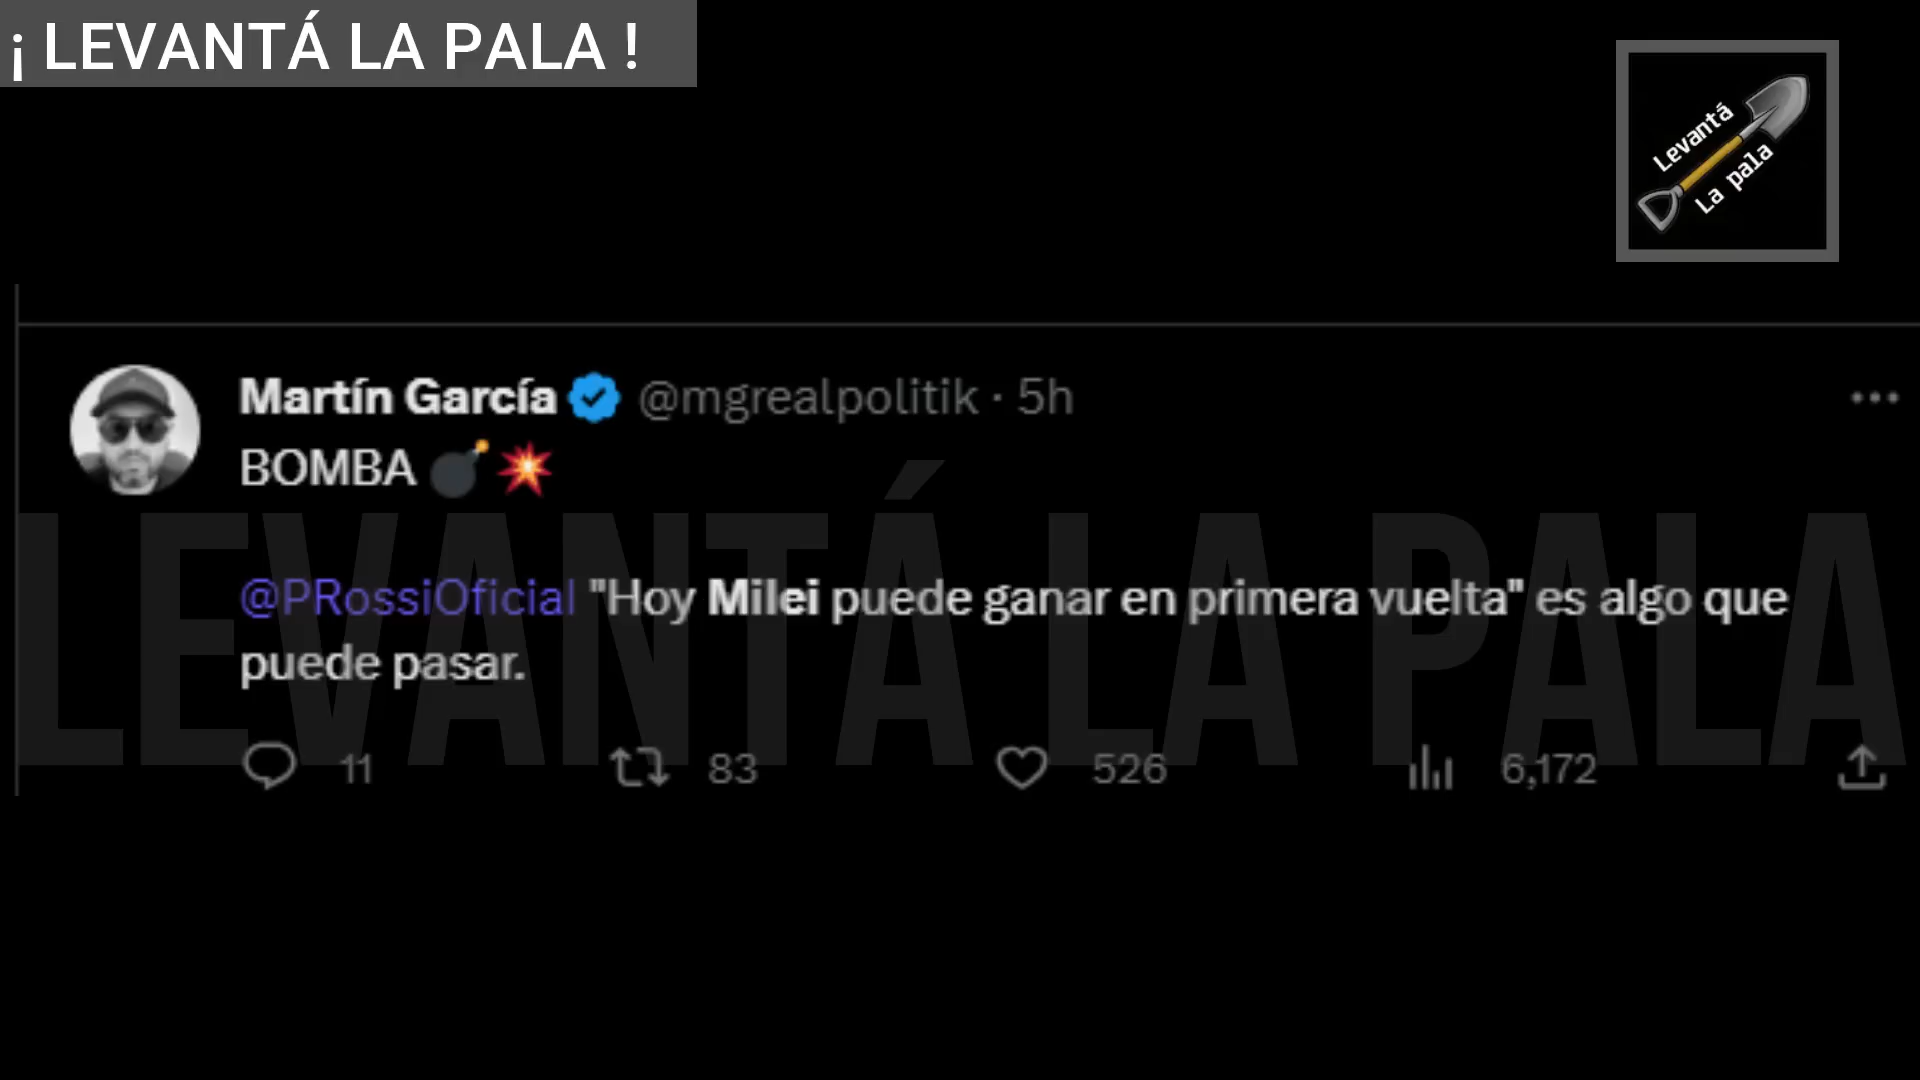 ¡ LEVANTÁ LA PALA !
Levantá
La pala
Martín García @mgrealpolitik · 5h
BOMBA 💣💥
@PRossiOficial "Hoy Milei puede ganar en primera vuelta" es algo que
puede pasar.
LEVANTÁ LA PALA
11 83 526 6,172